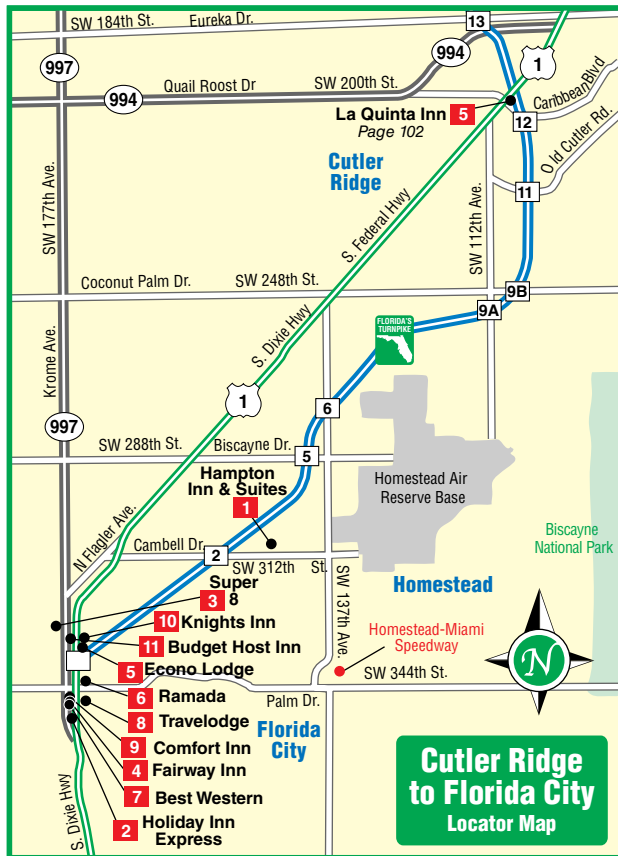 SW 184th St.
Eureka Dr.
13
997
994
1
Quail Roost Dr
SW 200th St.
994
La Quinta Inn 5
Page 102
12
Caribbean Blvd
Old Cutler Rd.
Cutler
Ridge
11
SW 177th Ave.
S. Federal Hwy
SW 112th Ave.
Coconut Palm Dr.
SW 248th St.
9B
9A
FLORIDA'S
TURNPIKE
S. Dixie Hwy
Krome Ave.
1
6
997
SW 288th St.
Biscayne Dr.
5
Hampton
Inn & Suites
1
Homestead Air
Reserve Base
Biscayne
National Park
N Flagler Ave.
Cambell Dr.
2
SW 312th St.
Super
3 8
Homestead
SW 137th Ave.
10 Knights Inn
11 Budget Host Inn
5 Econo Lodge
Homestead-Miami
Speedway
N
SW 344th St.
6 Ramada
Palm Dr.
8 Travelodge
Florida
City
9 Comfort Inn
4 Fairway Inn
7 Best Western
2 Holiday Inn
Express
S. Dixie Hwy
Cutler Ridge
to Florida City
Locator Map